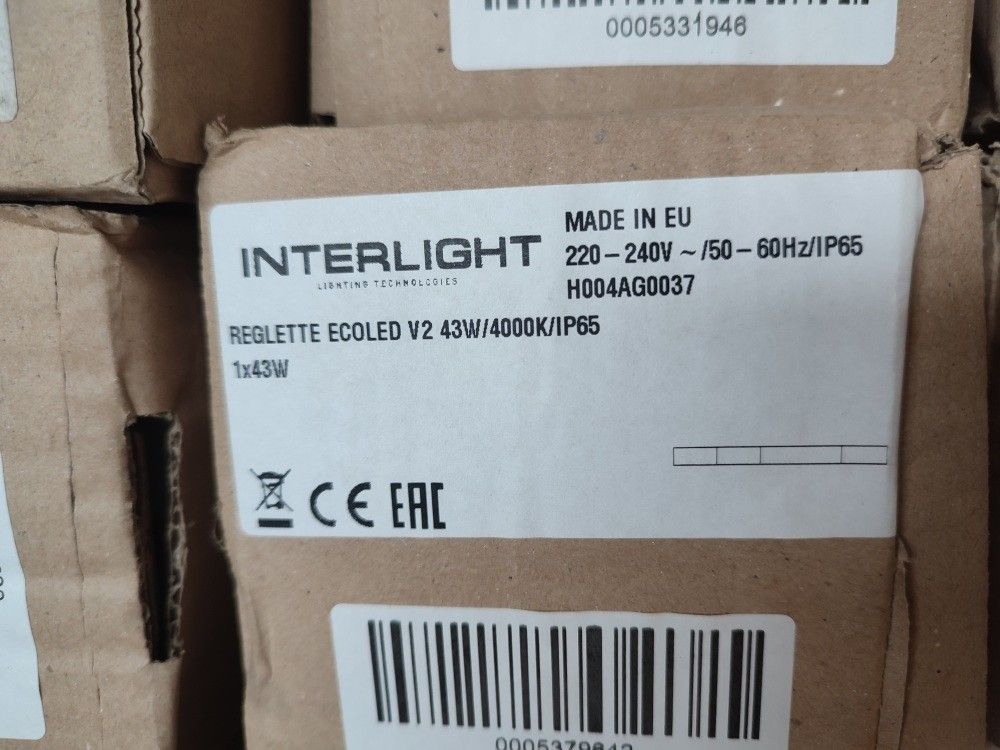 0005331946
INTERLIGHT
LIGHTING TECHNOLOGIES
MADE IN EU
220 – 240V ~ /50 – 60Hz/IP65
H004AG0037
REGLETTE ECOLED V2 43W/4000K/IP65
1x43W
CE EAC